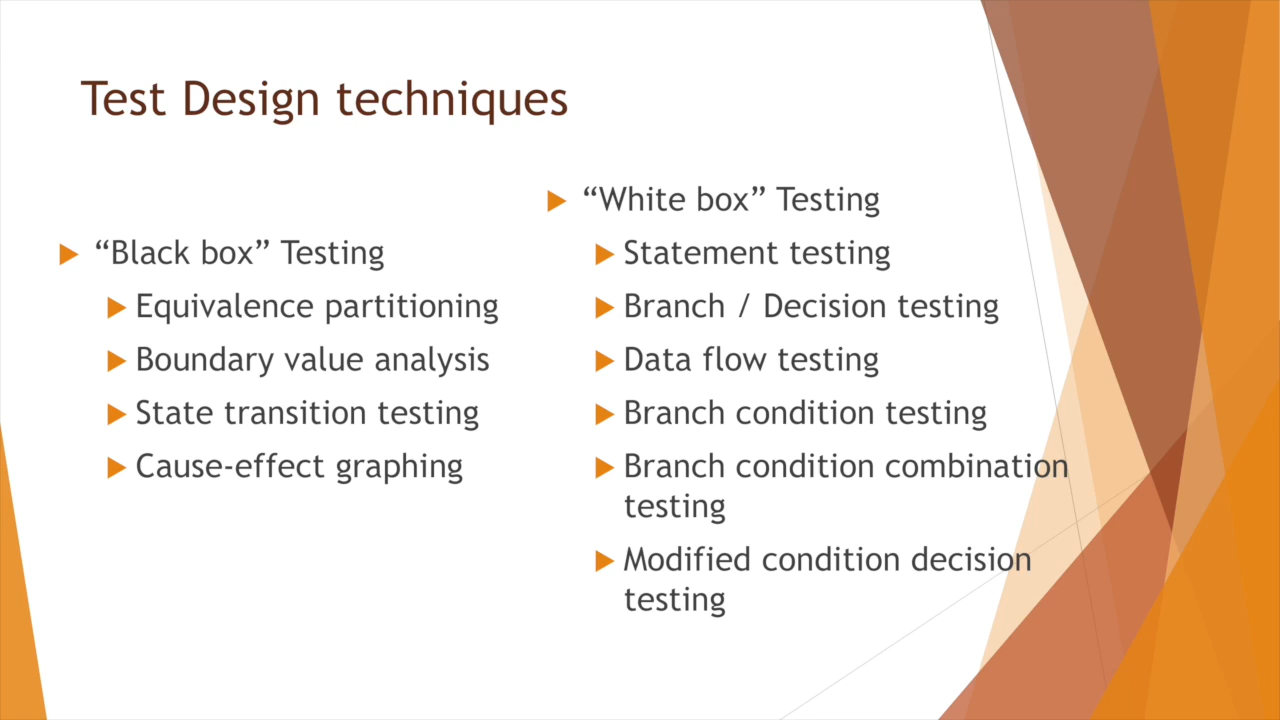 Test Design techniques
“Black box” Testing
Equivalence partitioning
Boundary value analysis
State transition testing
Cause-effect graphing
“White box” Testing
Statement testing
Branch / Decision testing
Data flow testing
Branch condition testing
Branch condition combination
testing
Modified condition decision
testing